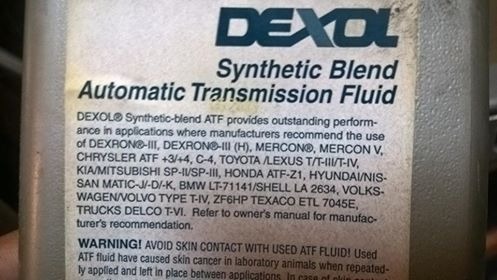 DEXOL
Synthetic Blend
Automatic Transmission Fluid
DEXOL® Synthetic-blend ATF provides outstanding perform-
ance in applications where manufacturers recommend the use
of DEXRON®-III, DEXRON®-III (H), MERCON®, MERCON V,
CHRYSLER ATF +3/+4, C-4, TOYOTA /LEXUS T/T-III/T-IV,
KIA/MITSUBISHI SP-II/SP-III, HONDA ATF-Z1, HYUNDAI/NIS-
SAN MATIC-J/-D/-K, BMW LT-71141/SHELL LA 2634, VOLKS-
WAGEN/VOLVO TYPE T-IV, ZF6HP TEXACO ETL 7045E,
TRUCKS DELCO T-VI. Refer to owner's manual for manufac-
turer's recommendation.
WARNING! AVOID SKIN CONTACT WITH USED ATF FLUID! Used
ATF fluid have caused skin cancer in laboratory animals when repeated-
ly applied and left in place between applications. In case of skin